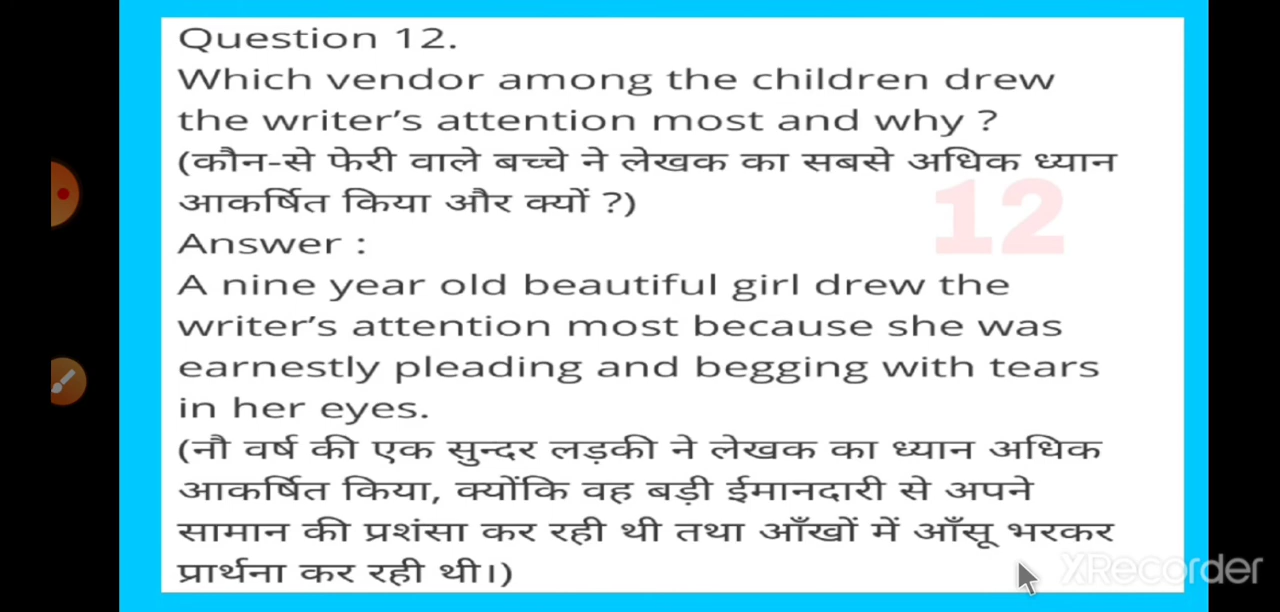 Question 12.
Which vendor among the children drew
the writer's attention most and why ?
(कौन-से फेरी वाले बच्चे ने लेखक का सबसे अधिक ध्यान
आकर्षित किया और क्यों ?)
12
Answer :
A nine year old beautiful girl drew the
writer's attention most because she was
earnestly pleading and begging with tears
in her eyes.
(नौ वर्ष की एक सुन्दर लड़की ने लेखक का ध्यान अधिक
आकर्षित किया, क्योंकि वह बड़ी ईमानदारी से अपने
सामान की प्रशंसा कर रही थी तथा आँखों में आँसू भरकर
प्रार्थना कर रही थी।)
XRecorder